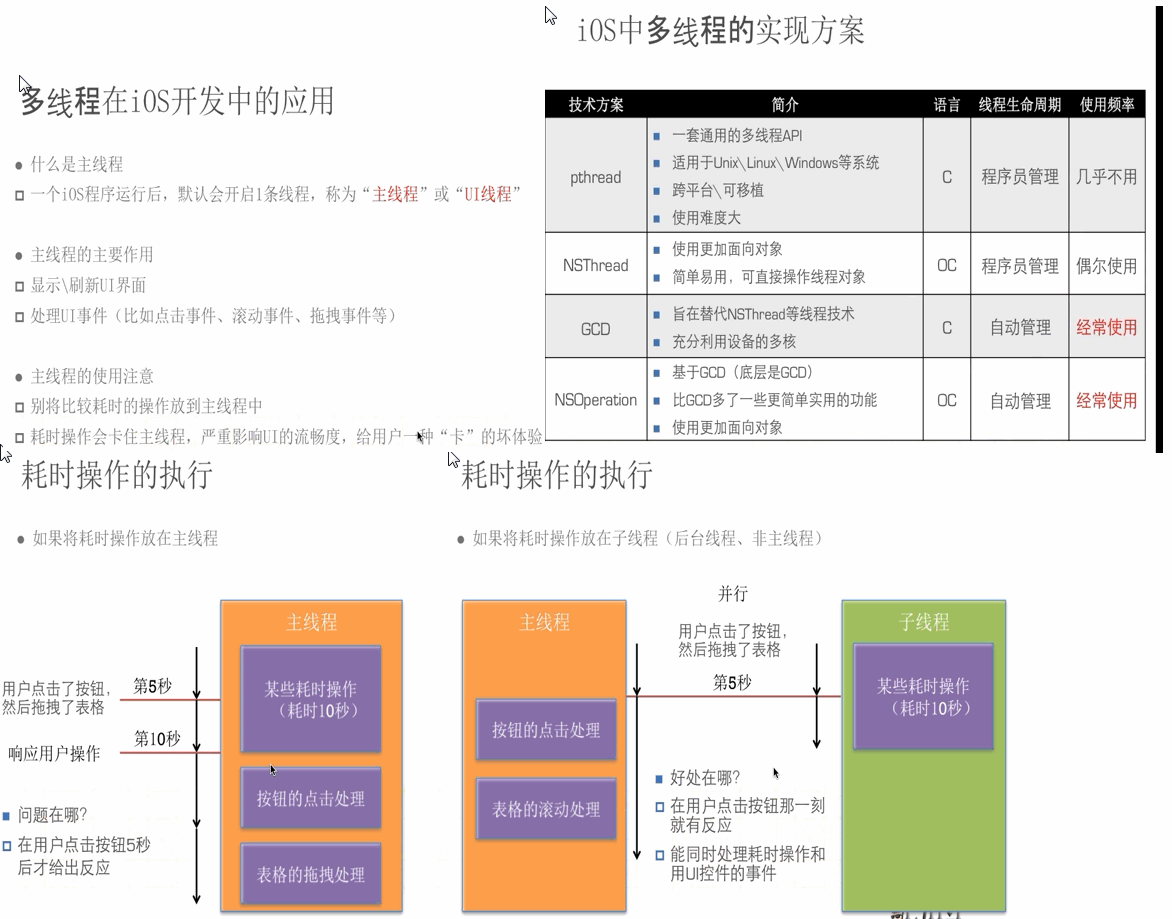 多线程在iOS开发中的应用
什么是主线程
一个iOS程序运行后，默认会开启1条线程，称为“主线程”或“UI线程”
主线程的主要作用
显示\刷新UI界面
处理UI事件（比如点击事件、滚动事件、拖拽事件等）
主线程的使用注意
别将比较耗时的操作放到主线程中
耗时操作会卡住主线程，严重影响UI的流畅度，给用户一种“卡”的坏体验
iOS中多线程的实现方案
技术方案 简介 语言 线程生命周期 使用频率
pthread
一套通用的多线程API
适用于Unix\Linux\Windows等系统
跨平台\可移植
使用难度大
C 程序员管理 几乎不用
NSThread
使用更加面向对象
简单易用，可直接操作线程对象
OC 程序员管理 偶尔使用
GCD
旨在替代NSThread等线程技术
充分利用设备的多核
C 自动管理 经常使用
NSOperation
基于GCD（底层是GCD）
比GCD多了一些更简单实用的功能
使用更加面向对象
OC 自动管理 经常使用
耗时操作的执行
如果将耗时操作放在主线程
主线程
用户点击了按钮，
然后拖拽了表格
第5秒
某些耗时操作
（耗时10秒）
响应用户操作
第10秒
按钮的点击处理
表格的拖拽处理
问题在哪？
在用户点击按钮5秒
后才给出反应
耗时操作的执行
如果将耗时操作放在子线程（后台线程、非主线程）
主线程
并行
用户点击了按钮，
然后拖拽了表格
第5秒
子线程
某些耗时操作
（耗时10秒）
按钮的点击处理
表格的滚动处理
好处在哪？
在用户点击按钮那一刻
就有反应
能同时处理耗时操作和
用UI控件的事件